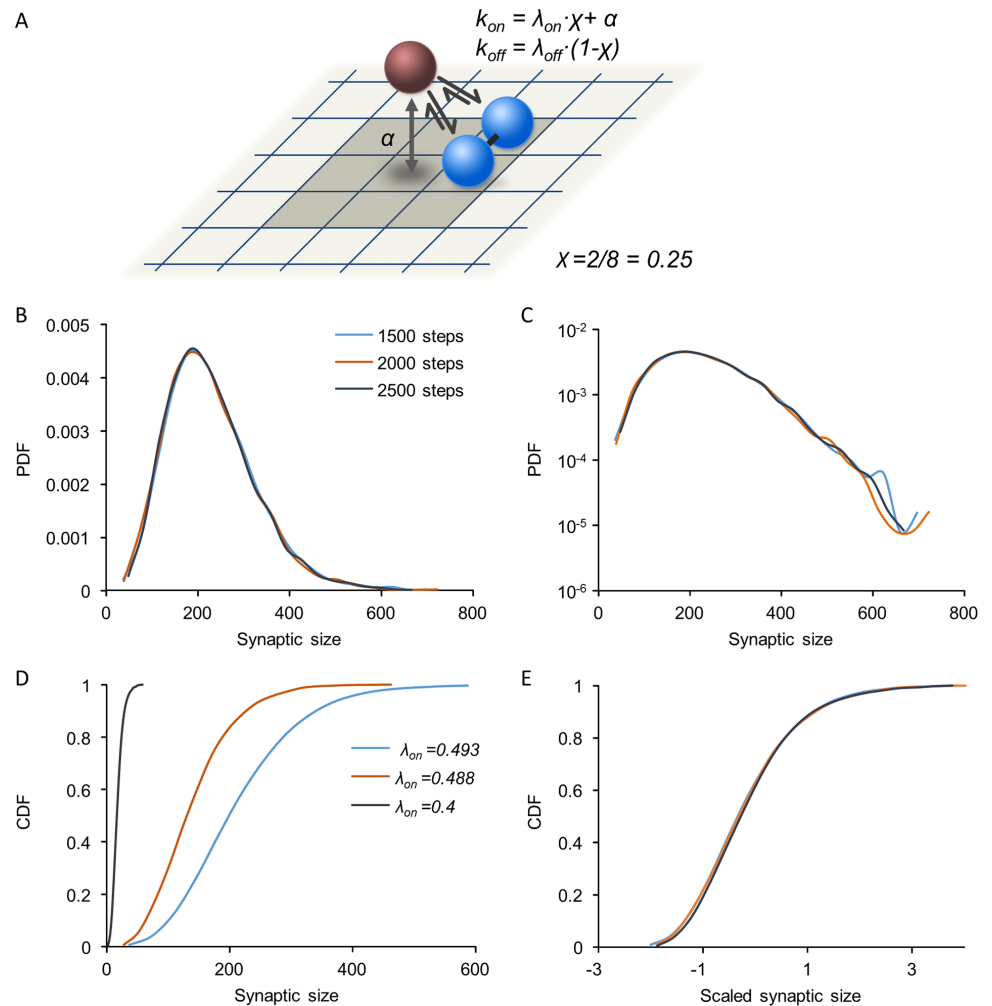 A
k_on = λ_on·χ+ α
k_off = λ_off·(1-χ)
α
χ=2/8 = 0.25
B
PDF
0.005
0.004
0.003
0.002
0.001
0
0 200 400 600 800
Synaptic size
1500 steps
2000 steps
2500 steps
C
PDF
10^-2
10^-3
10^-4
10^-5
10^-6
0 200 400 600 800
Synaptic size
D
CDF
1
0.8
0.6
0.4
0.2
0
0 200 400 600
Synaptic size
λ_on =0.493
λ_on =0.488
λ_on =0.4
E
CDF
1
0.8
0.6
0.4
0.2
0
-3 -1 1 3
Scaled synaptic size